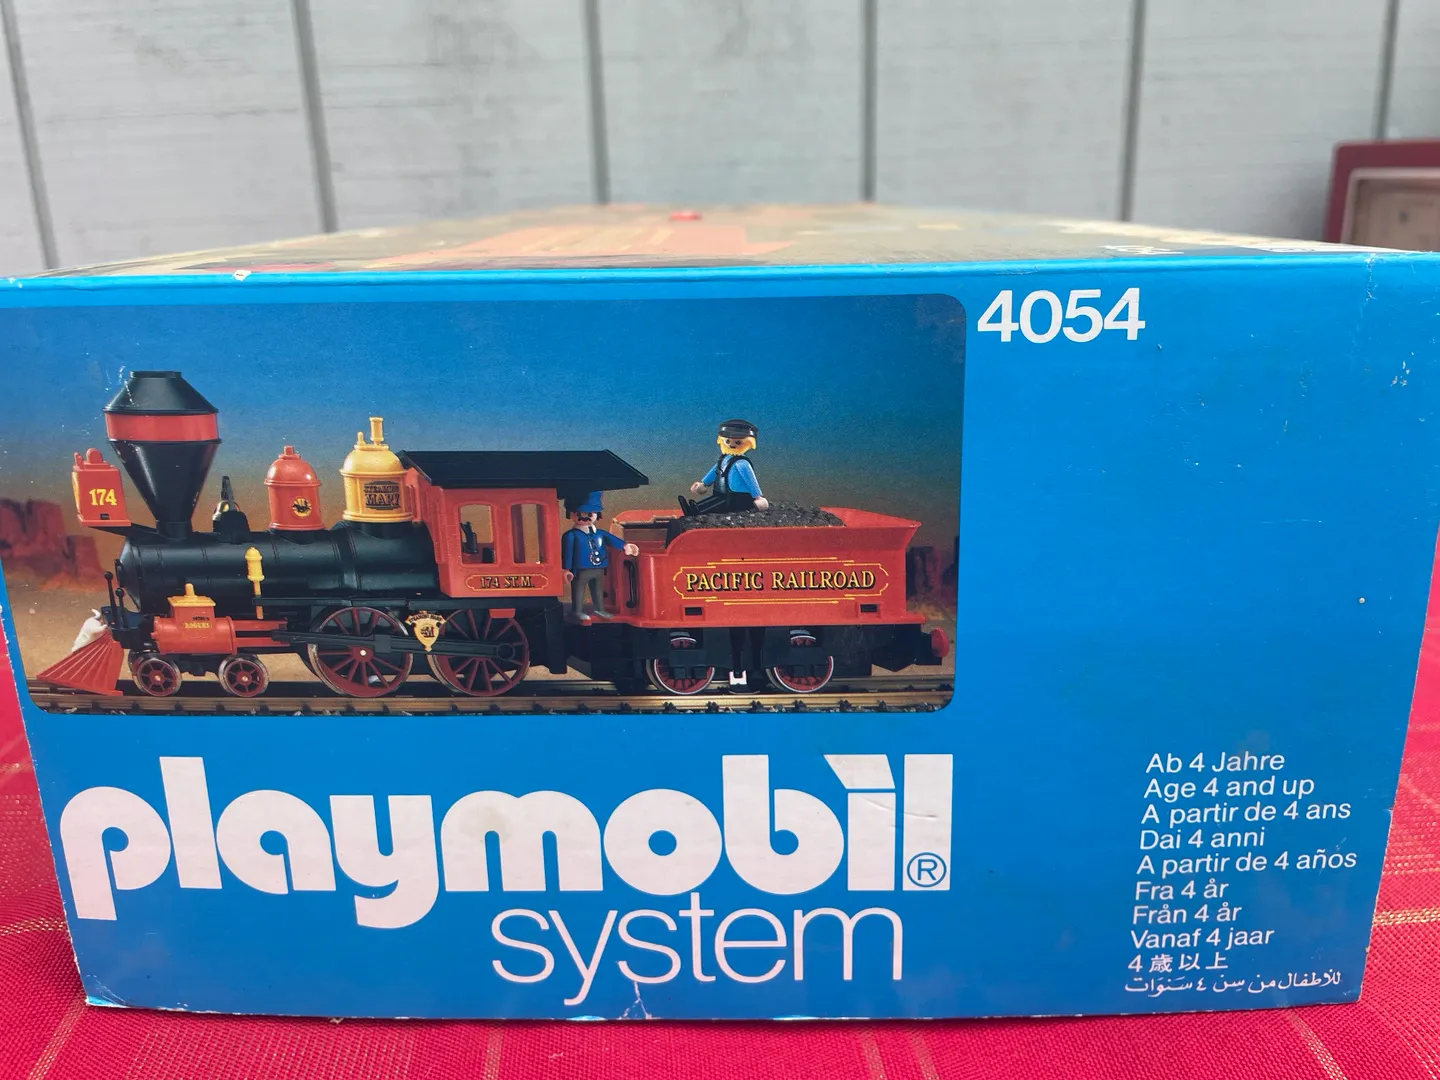 4054
174
MARY
174 ST.M.
PACIFIC RAILROAD
ROGERS
M
playmobil®
system
Ab 4 Jahre
Age 4 and up
A partir de 4 ans
Dai 4 anni
A partir de 4 años
Fra 4 år
Från 4 år
Vanaf 4 jaar
4 歳以上
للأطفال من سن ٤ سنوات